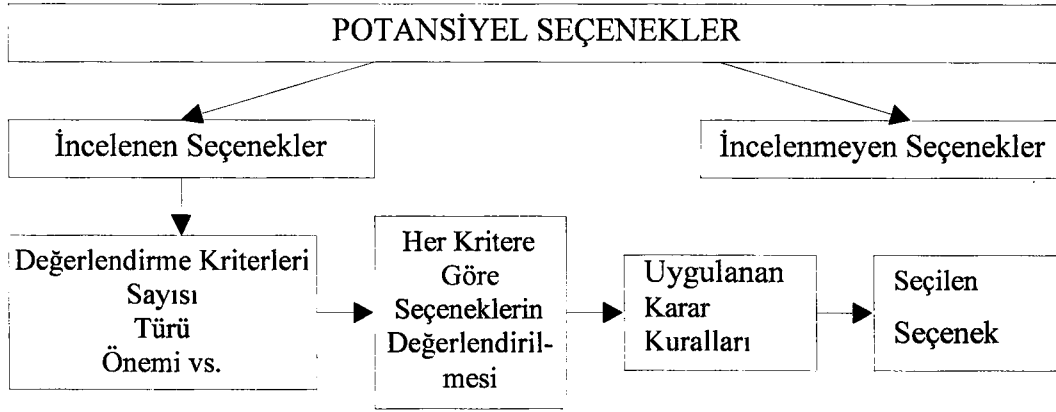 POTANSİYEL SEÇENEKLER
İncelenen Seçenekler
İncelenmeyen Seçenekler
Değerlendirme Kriterleri
Sayısı
Türü
Önemi vs.
Her Kritere
Göre
Seçeneklerin
Değerlendiril-
mesi
Uygulanan
Karar
Kuralları
Seçilen
Seçenek